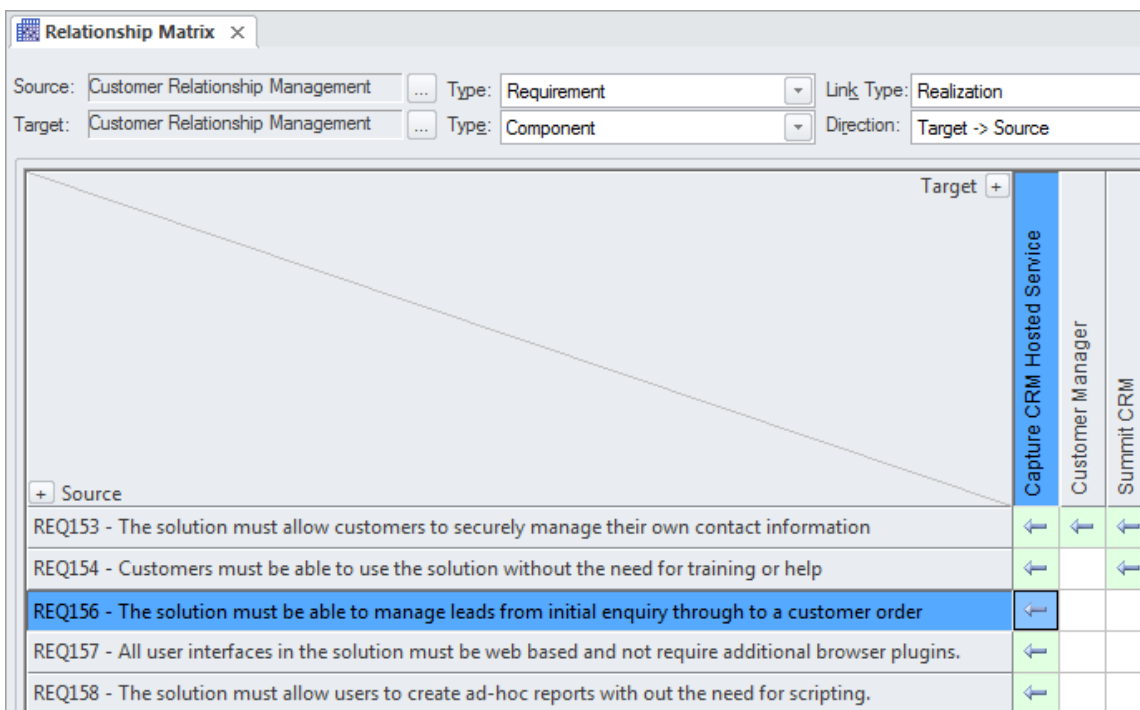 Relationship Matrix
Source: Customer Relationship Management ... Type: Requirement Link Type: Realization
Target: Customer Relationship Management ... Type: Component Direction: Target -> Source
Target +
Capture CRM Hosted Service
Customer Manager
Summit CRM
+ Source
REQ153 - The solution must allow customers to securely manage their own contact information
REQ154 - Customers must be able to use the solution without the need for training or help
REQ156 - The solution must be able to manage leads from initial enquiry through to a customer order
REQ157 - All user interfaces in the solution must be web based and not require additional browser plugins.
REQ158 - The solution must allow users to create ad-hoc reports with out the need for scripting.